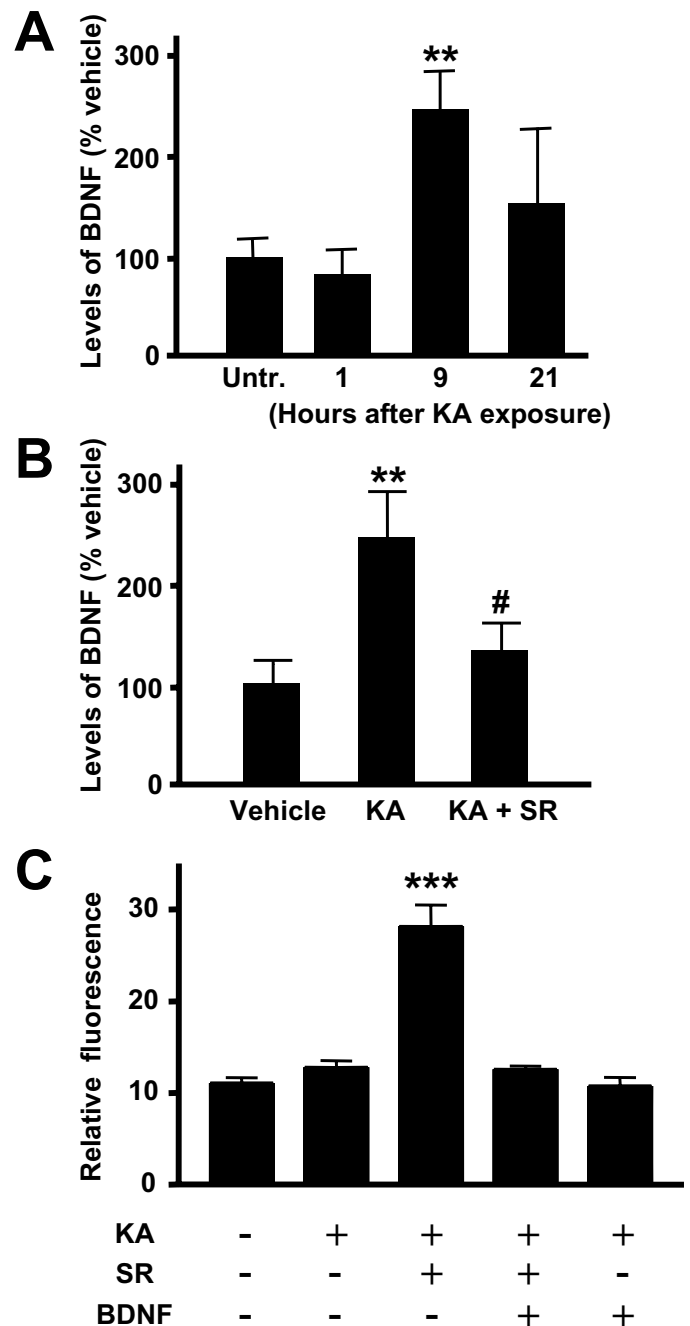 A
Levels of BDNF (% vehicle)
300
200
100
0
**
Untr. 1 9 21
(Hours after KA exposure)
B
Levels of BDNF (% vehicle)
300
200
100
0
**
#
Vehicle KA KA + SR
C
Relative fluorescence
30
20
10
0
***
KA - + + + +
SR - - + + -
BDNF - - - + +